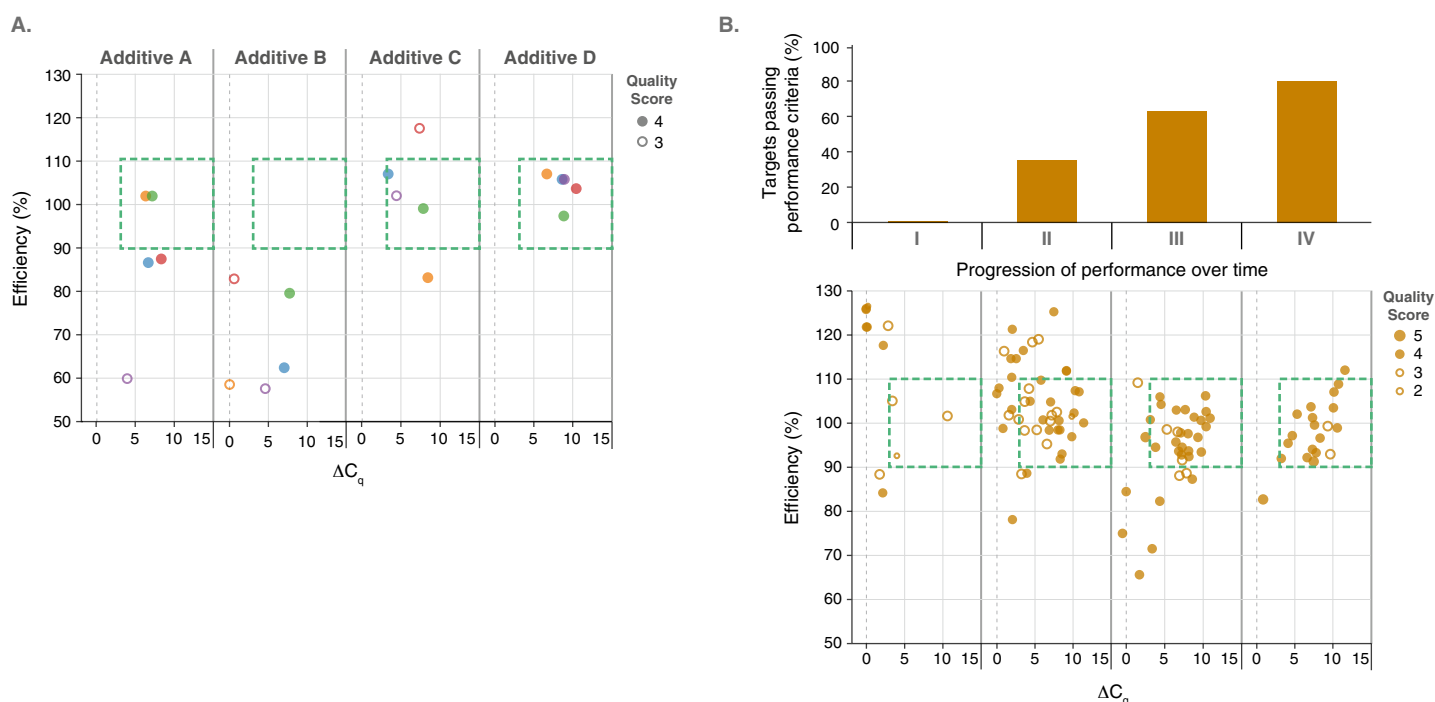 A.
Additive A Additive B Additive C Additive D
130
120
110
100
90
80
70
60
50
Efficiency (%)
0 5 10 15 0 5 10 15 0 5 10 15 0 5 10 15
ΔCq
Quality
Score
4
3
B.
Targets passing
performance criteria (%)
100
80
60
40
20
0
I II III IV
Progression of performance over time
130
120
110
100
90
80
70
60
50
Efficiency (%)
0 5 10 15 0 5 10 15 0 5 10 15 0 5 10 15
ΔCq
Quality
Score
5
4
3
2